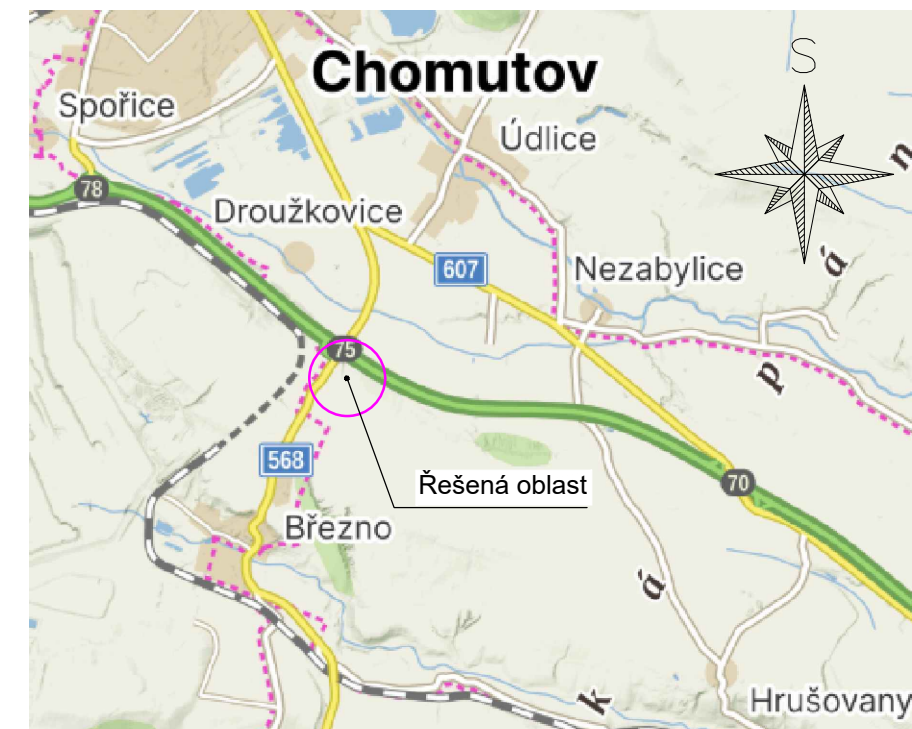 Chomutov
S
Spořice
Údlice
n
78
Droužkovice
á
607
Nezabylice
75
p
568
Řešená oblast
70
Březno
á
k
Hrušovany